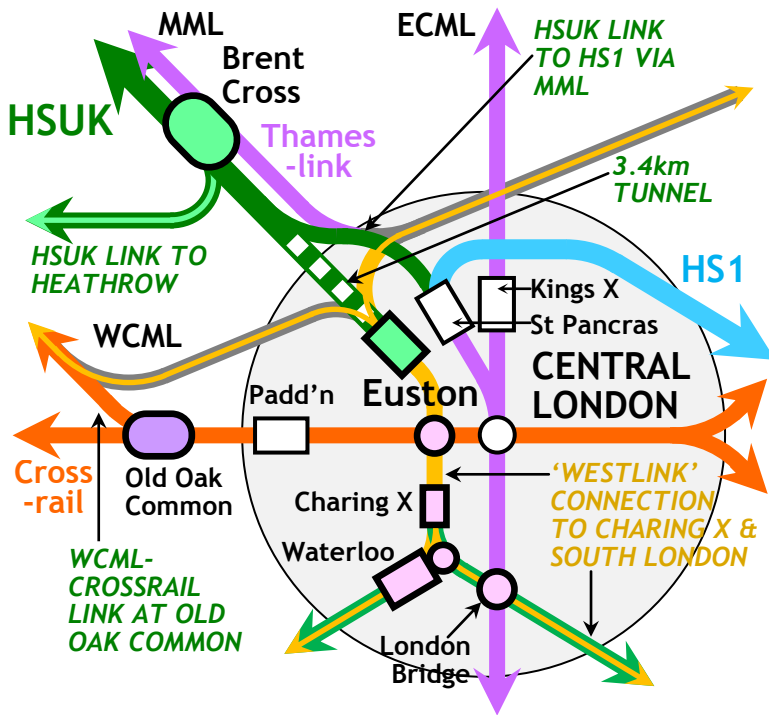 MML
ECML
HSUK LINK
TO HS1 VIA
MML
Brent
Cross
HSUK
Thames
-link
3.4km
TUNNEL
HSUK LINK TO
HEATHROW
HS1
Kings X
St Pancras
WCML
CENTRAL
LONDON
Padd’n
Euston
Cross
-rail
Old Oak
Common
Charing X
‘WESTLINK’
CONNECTION
TO CHARING X &
SOUTH LONDON
Waterloo
WCML-
CROSSRAIL
LINK AT OLD
OAK COMMON
London
Bridge